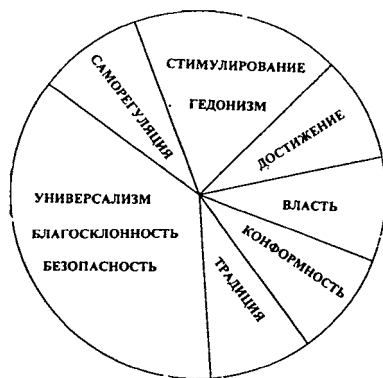 СТИМУЛИРОВАНИЕ
ГЕДОНИЗМ
САМОРЕГУЛЯЦИЯ
ДОСТИЖЕНИЕ
ВЛАСТЬ
КОНФОРМНОСТЬ
ТРАДИЦИЯ
УНИВЕРСАЛИЗМ
БЛАГОСКЛОННОСТЬ
БЕЗОПАСНОСТЬ